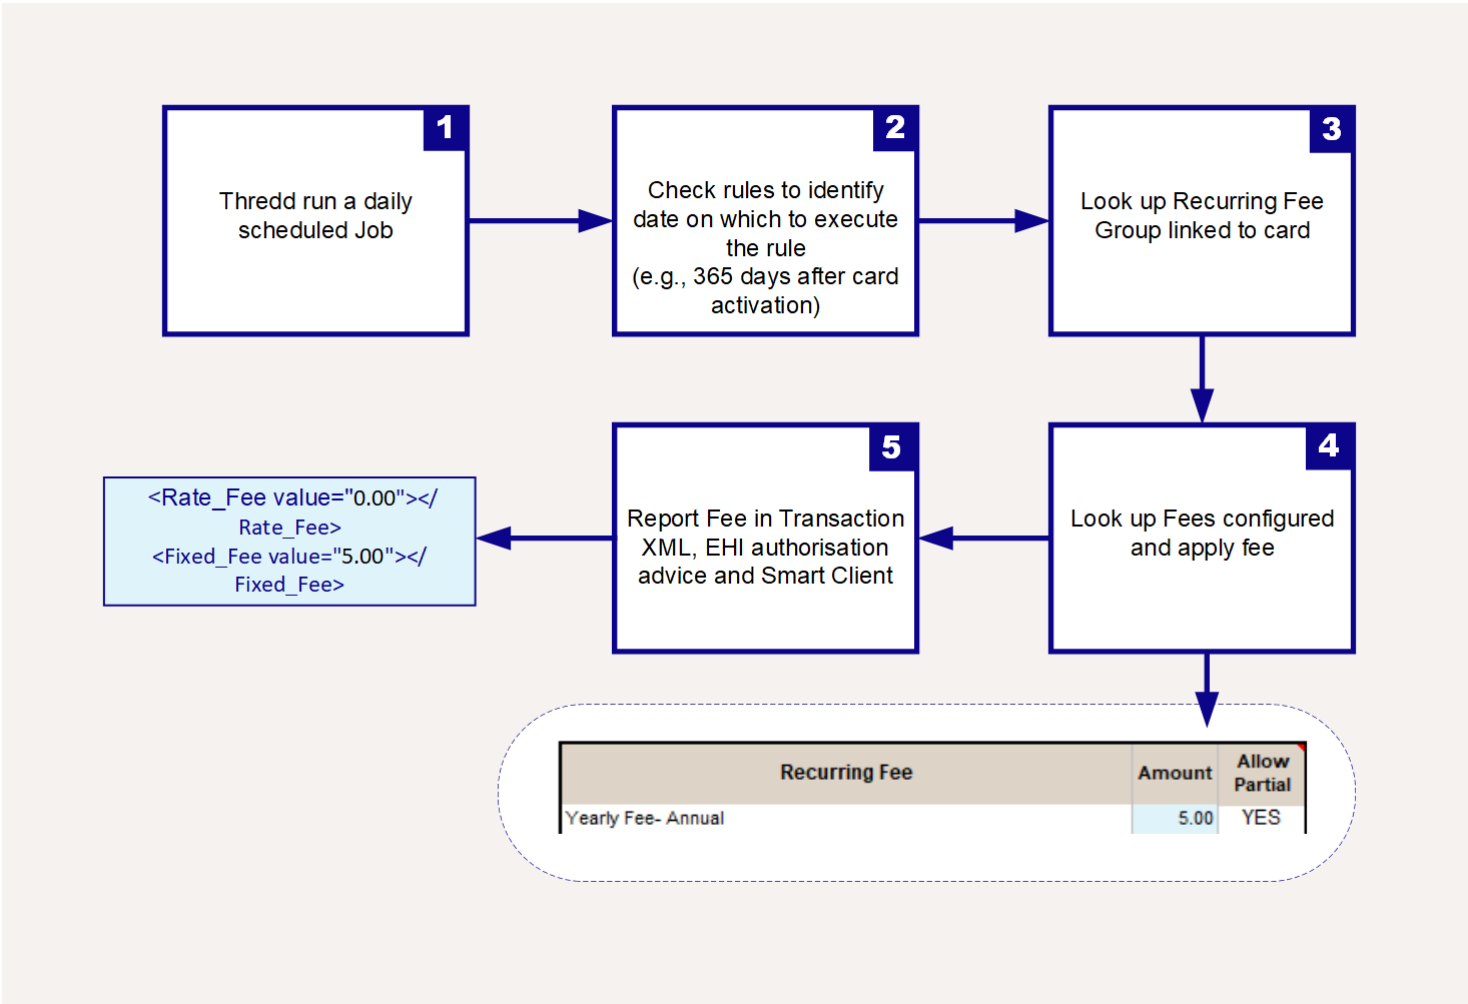 1
Thredd run a daily
scheduled Job
2
Check rules to identify
date on which to execute
the rule
(e.g., 365 days after card
activation)
3
Look up Recurring Fee
Group linked to card
4
Look up Fees configured
and apply fee
5
Report Fee in Transaction
XML, EHI authorisation
advice and Smart Client
<Rate_Fee value="0.00"></
Rate_Fee>
<Fixed_Fee value="5.00"></
Fixed_Fee>
Recurring Fee Amount Allow
Partial
Yearly Fee- Annual 5.00 YES